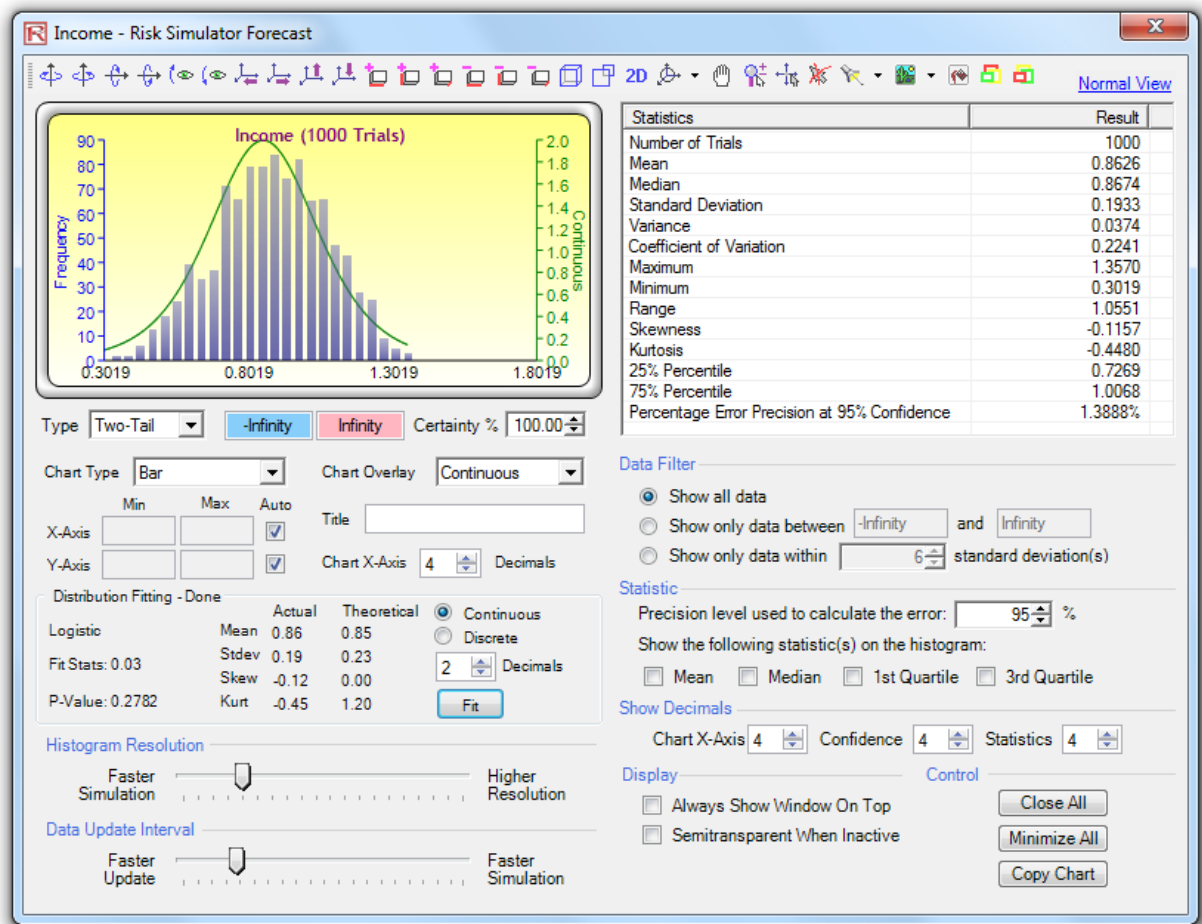 Income - Risk Simulator Forecast
X
2D
Normal View
Income (1000 Trials)
90
80
70
60
50
40
30
20
10
0
Frequency
2.0
1.8
1.6
1.4
1.2
1.0
0.8
0.6
0.4
0.2
0.0
Continuous
0.3019 0.8019 1.3019 1.8019
Statistics Result
Number of Trials 1000
Mean 0.8626
Median 0.8674
Standard Deviation 0.1933
Variance 0.0374
Coefficient of Variation 0.2241
Maximum 1.3570
Minimum 0.3019
Range 1.0551
Skewness -0.1157
Kurtosis -0.4480
25% Percentile 0.7269
75% Percentile 1.0068
Percentage Error Precision at 95% Confidence 1.3888%
Type Two-Tail -Infinity Infinity Certainty % 100.00
Chart Type Bar Chart Overlay Continuous
Min Max Auto
X-Axis
Y-Axis
Title
Chart X-Axis 4 Decimals
Distribution Fitting - Done
Actual Theoretical
Logistic
Fit Stats: 0.03
P-Value: 0.2782
Mean 0.86 0.85
Stdev 0.19 0.23
Skew -0.12 0.00
Kurt -0.45 1.20
Continuous
Discrete
2 Decimals
Fit
Histogram Resolution
Faster Simulation
Higher Resolution
Data Update Interval
Faster Update
Faster Simulation
Data Filter
Show all data
Show only data between -Infinity and Infinity
Show only data within 6 standard deviation(s)
Statistic
Precision level used to calculate the error: 95 %
Show the following statistic(s) on the histogram:
Mean Median 1st Quartile 3rd Quartile
Show Decimals
Chart X-Axis 4 Confidence 4 Statistics 4
Display
Always Show Window On Top
Semitransparent When Inactive
Control
Close All
Minimize All
Copy Chart